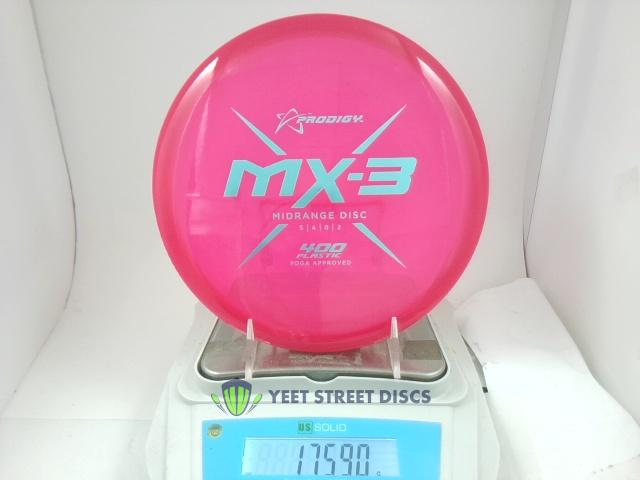 PRODIGY
MX-3
MIDRANGE DISC
5|4|0|2
400
PLASTIC
PDGA APPROVED
YEET STREET DISCS
US SOLID
175.90 g